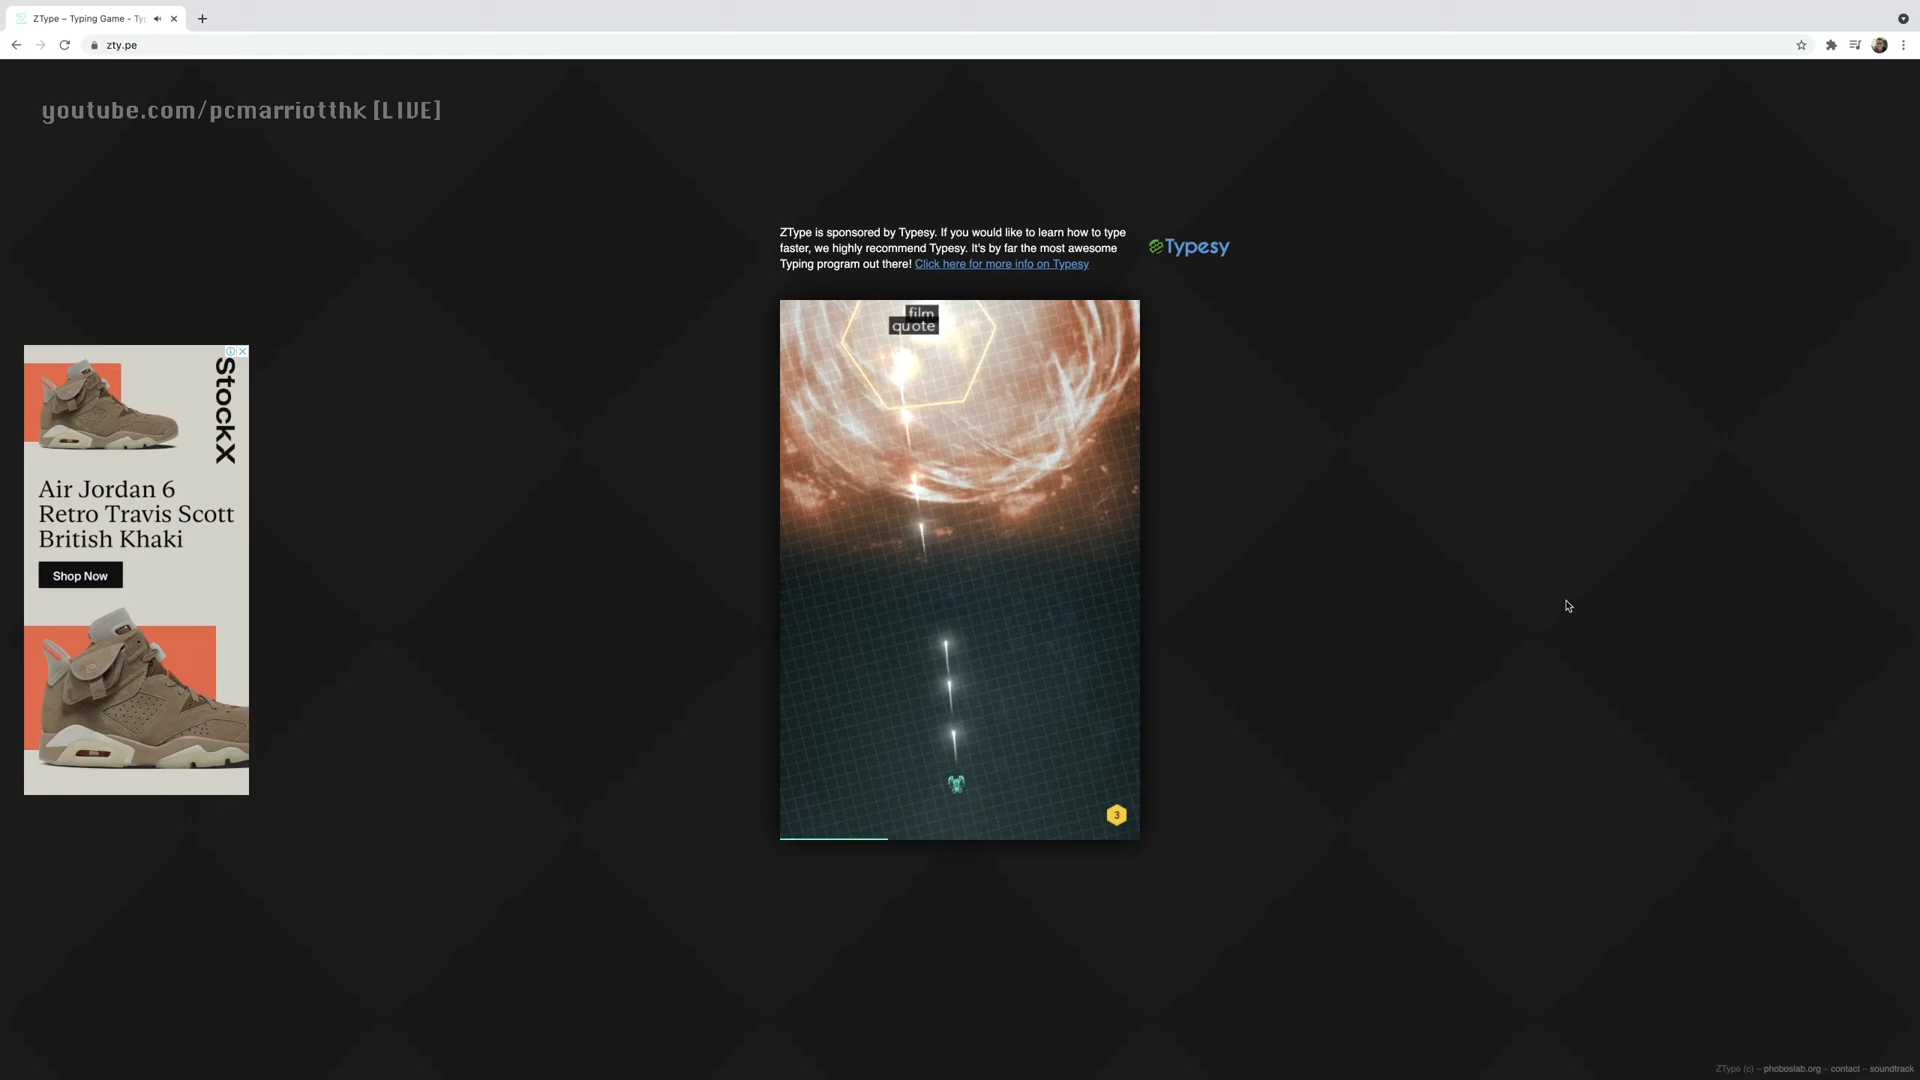 ZType – Typing Game - Ty
zty.pe
youtube.com/pcmarriotthk [LIVE]
ZType is sponsored by Typesy. If you would like to learn how to type
faster, we highly recommend Typesy. It's by far the most awesome
Typing program out there! Click here for more info on Typesy
Typesy
film
quote
StockX
Air Jordan 6
Retro Travis Scott
British Khaki
Shop Now
3
ZType (c) – phoboslab.org – contact – soundtrack